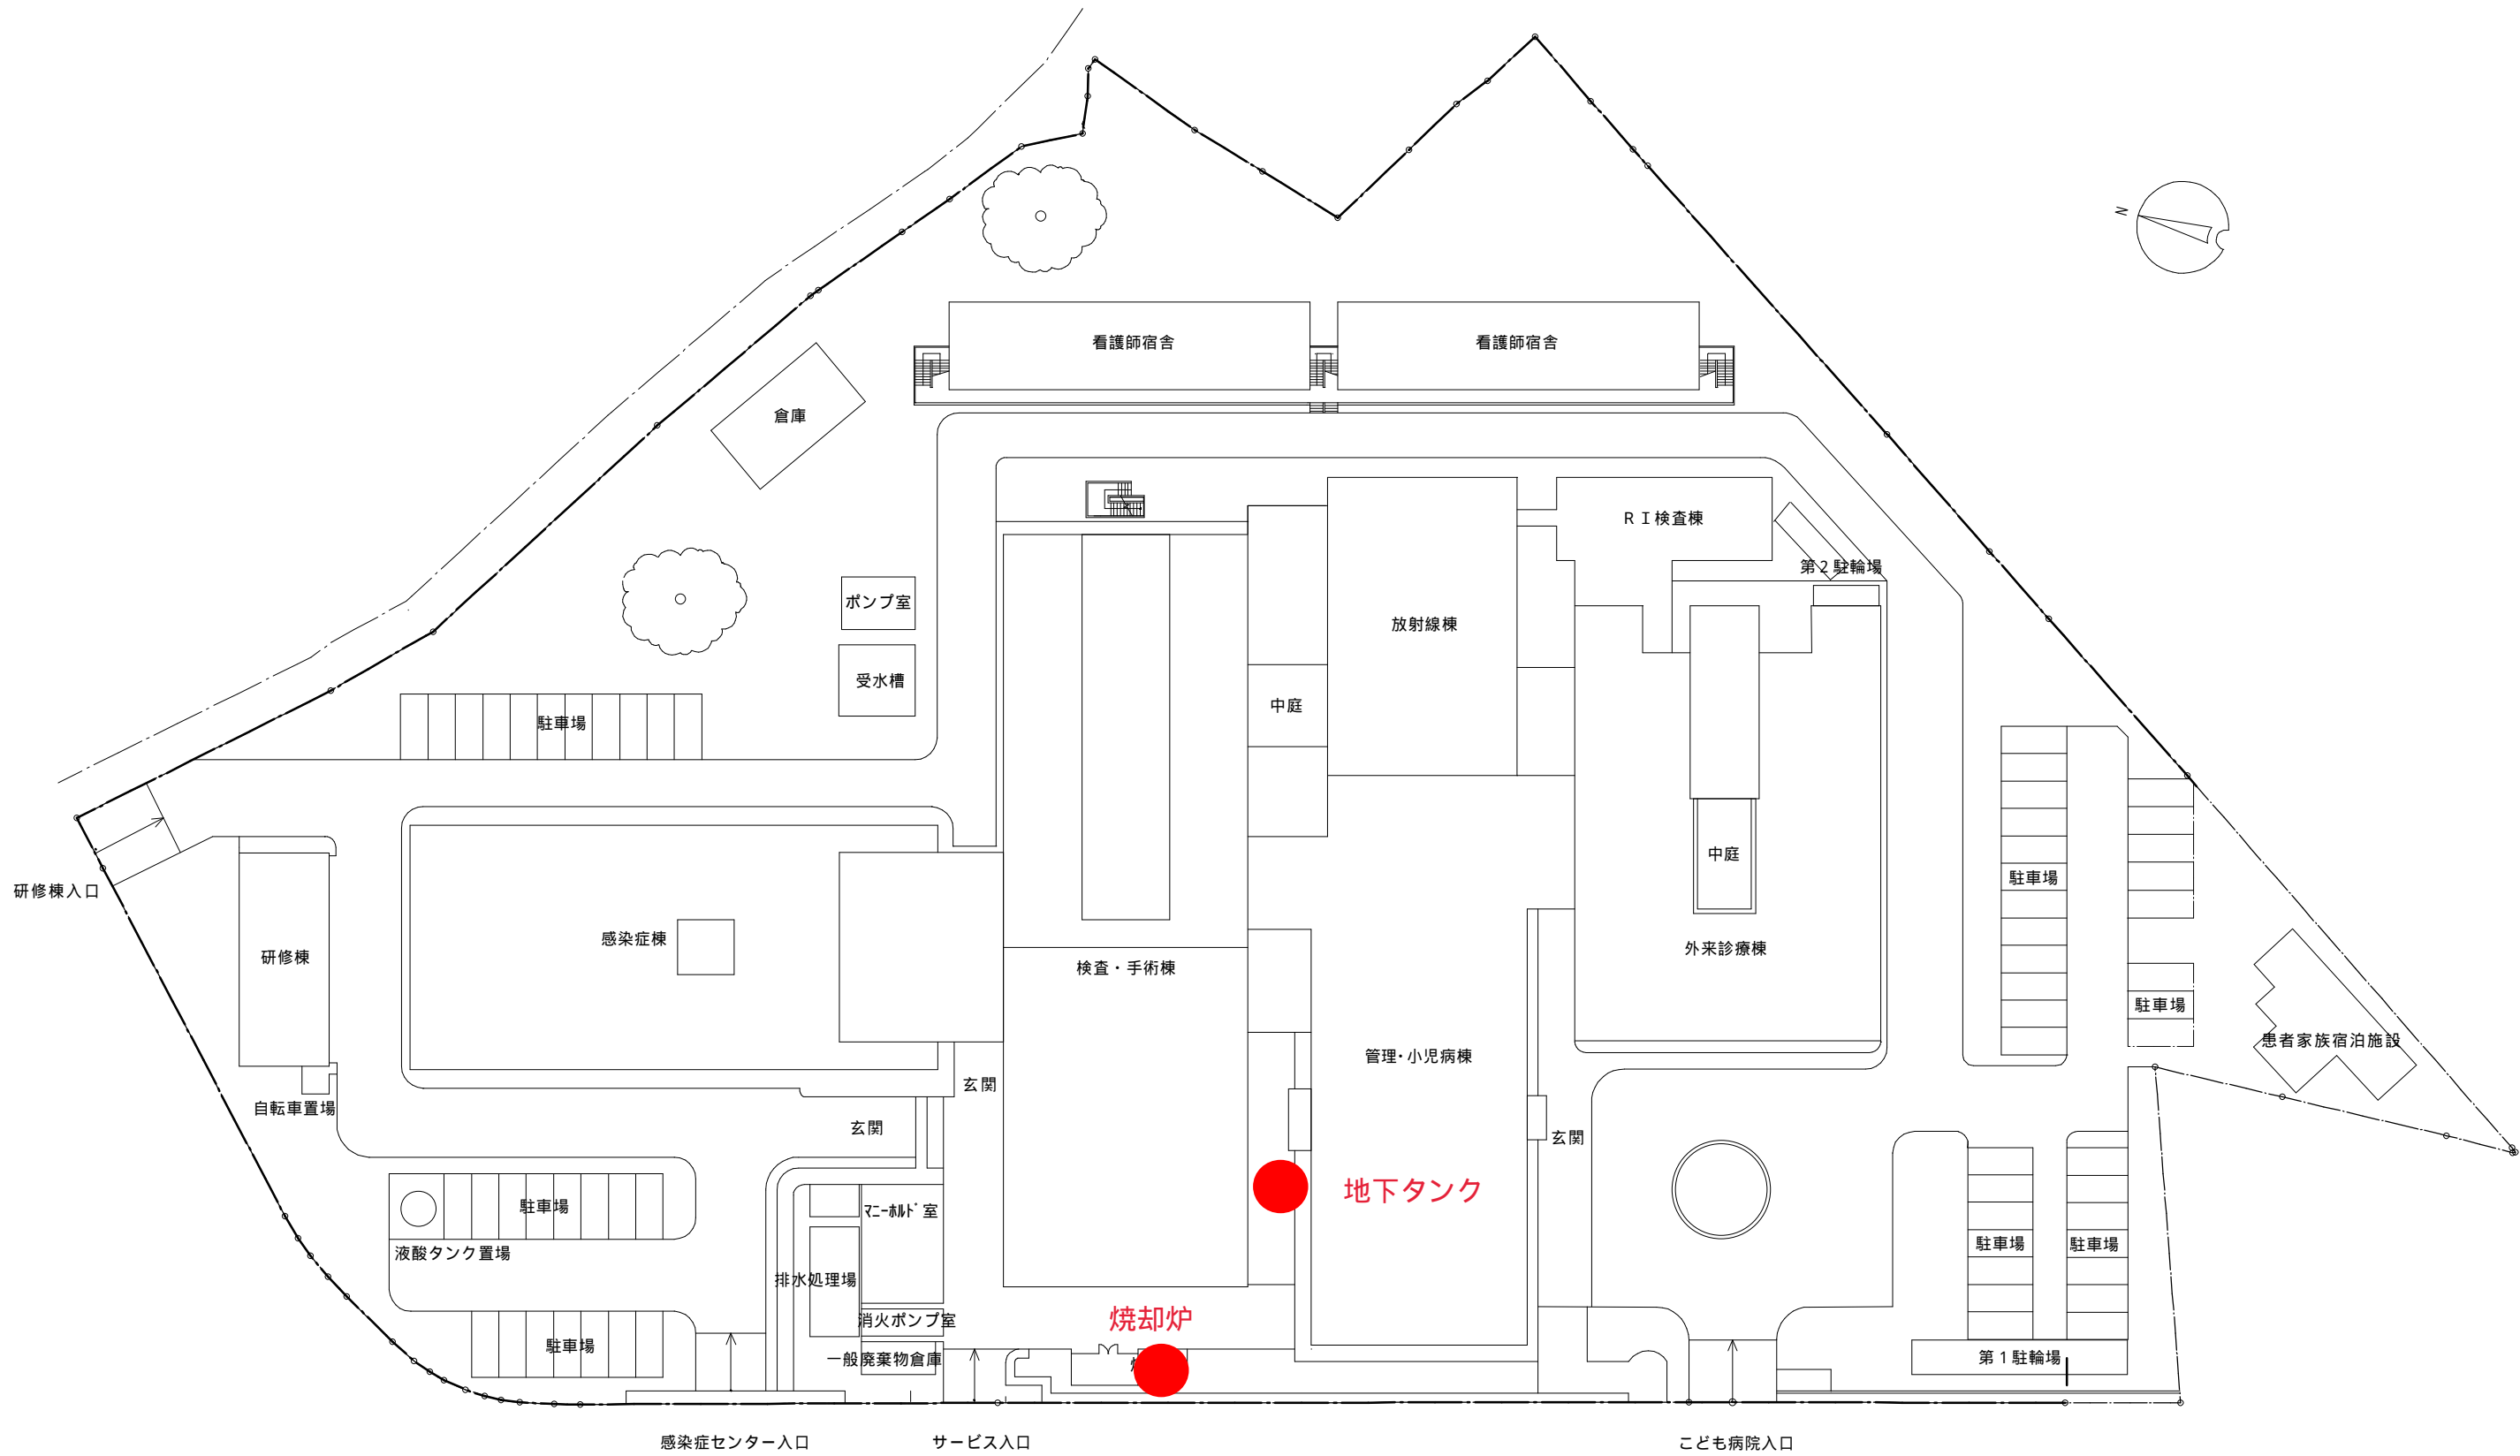 N
看護師宿舎
看護師宿舎
倉庫
ＲＩ検査棟
第２駐輪場
ポンプ室
放射線棟
受水槽
中庭
駐車場
中庭
駐車場
研修棟入口
感染症棟
外来診療棟
研修棟
検査・手術棟
駐車場
患者家族宿泊施設
管理・小児病棟
玄関
自転車置場
玄関
玄関
地下タンク
駐車場
ﾏﾆｰﾎﾙﾄﾞ室
駐車場
駐車場
液酸タンク置場
排水処理場
焼却炉
消火ポンプ室
駐車場
一般廃棄物倉庫
第１駐輪場
感染症センター入口
サービス入口
こども病院入口